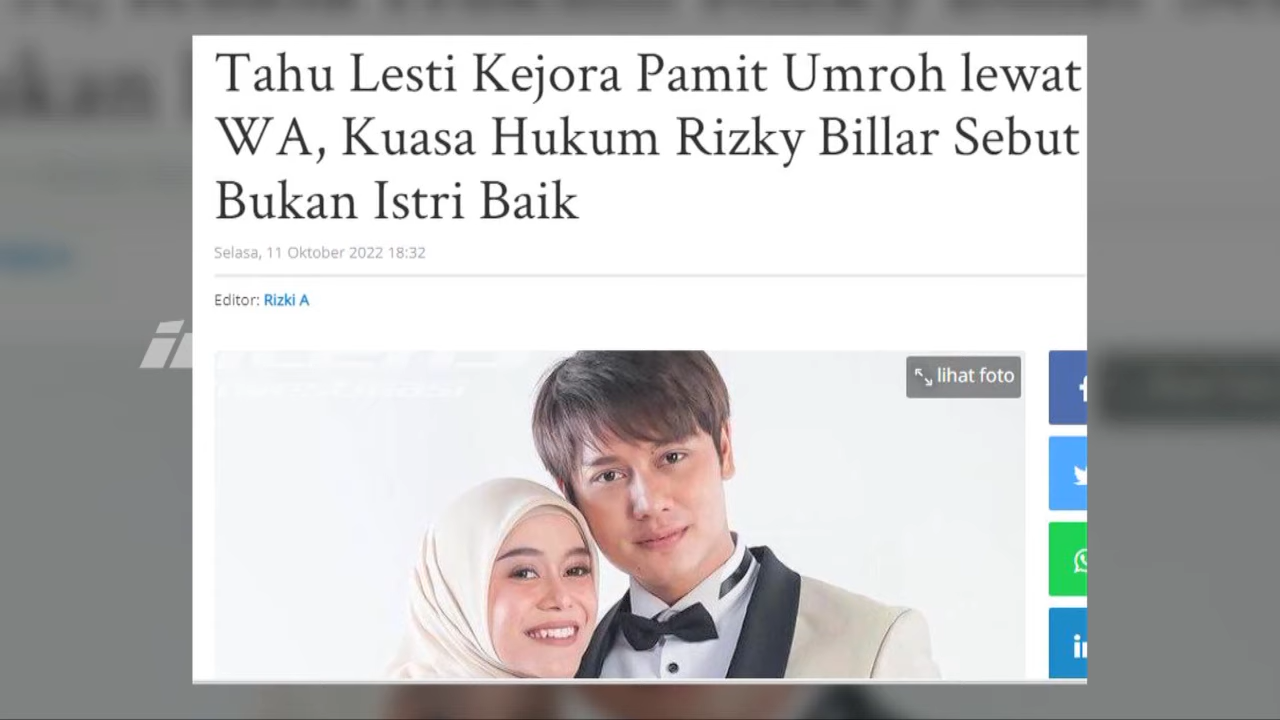 Tahu Lesti Kejora Pamit Umroh lewat
WA, Kuasa Hukum Rizky Billar Sebut
Bukan Istri Baik
Selasa, 11 Oktober 2022 18:32
Editor: Rizki A
lihat foto